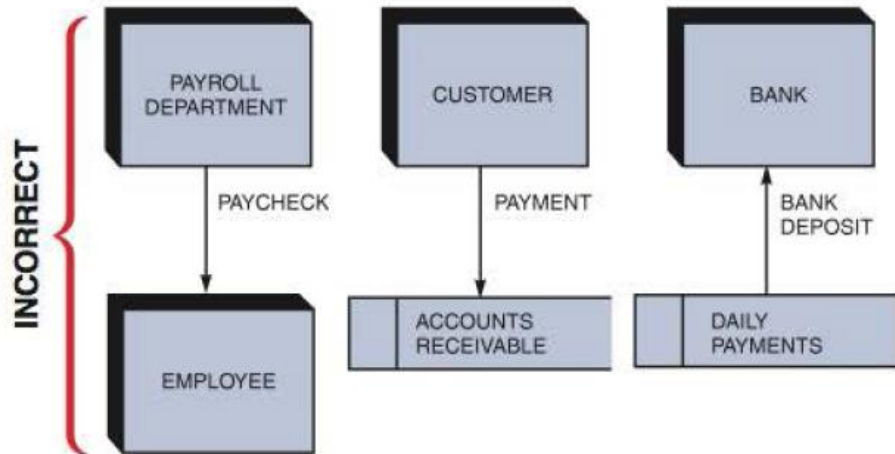 INCORRECT
PAYROLL
DEPARTMENT
PAYCHECK
EMPLOYEE
CUSTOMER
PAYMENT
ACCOUNTS
RECEIVABLE
BANK
BANK
DEPOSIT
DAILY
PAYMENTS